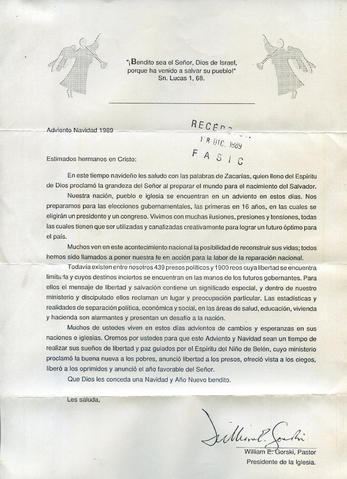 "¡Bendito sea el Señor, Dios de Israel,
porque ha venido a salvar su pueblo!"
Sn. Lucas 1, 68.
Adviento Navidad 1989
18 DIC. 1989
FASIC
Estimados hermanos en Cristo:
En este tiempo navideño les saludo con las palabras de Zacarías, quien lleno del Espíritu
de Dios proclamó la grandeza del Señor al preparar el mundo para el nacimiento del Salvador.
Nuestra nación, pueblo e iglesia se encuentran en un adviento en estos días. Nos
preparamos para las elecciones gubernamentales, las primeras en 16 años, en las cuales se
eligirán un presidente y un congreso. Vivimos con muchas ilusiones, presiones y tensiones, todas
las cuales tienen que ser utilizadas y canalizadas creativamente para lograr un futuro óptimo para
el país.
Muchos ven en este acontecimiento nacional la posibilidad de reconstruir sus vidas; todos
hemos sido llamados a poner nuestra fe en acción para la labor de la reparación nacional.
Todavía existen entre nosotros 439 presos políticos y 1900 reos cuya libertad se encuentra
limitada y cuyos destinos inciertos se encuentran en las manos de los futuros gobernantes. Para
ellos el mensaje de libertad y salvación contiene un significado especial, y dentro de nuestro
ministerio y discipulado ellos reclaman un lugar y preocupación particular. Las estadísticas y
realidades de separación política, económica y social, en las áreas de salud, educación, vivienda
y hacienda son alarmantes y presentan un desafío a la nación.
Muchos de ustedes viven en estos días adventos de cambios y esperanzas en sus
naciones e iglesias. Oremos por ustedes para que este Adviento y Navidad sean un tiempo de
realizar sus sueños de libertad y paz guiados por el Espíritu del Niño de Belén, cuyo ministerio
proclamó la buena nueva a los pobres, anunció libertad a los presos, ofreció vista a los ciegos,
liberó a los oprimidos y anunció el año favorable del Señor.
Que Dios les conceda una Navidad y Año Nuevo bendito.
Les saluda,
William E. Gorski
William E. Gorski, Pastor
Presidente de la Iglesia.